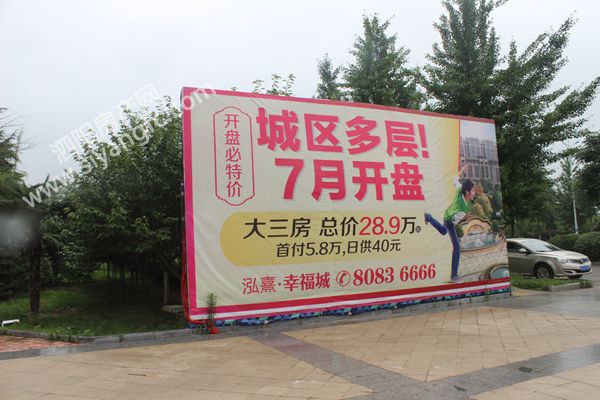 开盘必特价
城区多层!
7月开盘
大三房 总价28.9万起
首付5.8万,日供40元
泓熹·幸福城 ✆8083 6666
泗阳房产网
www.siyangfc.com